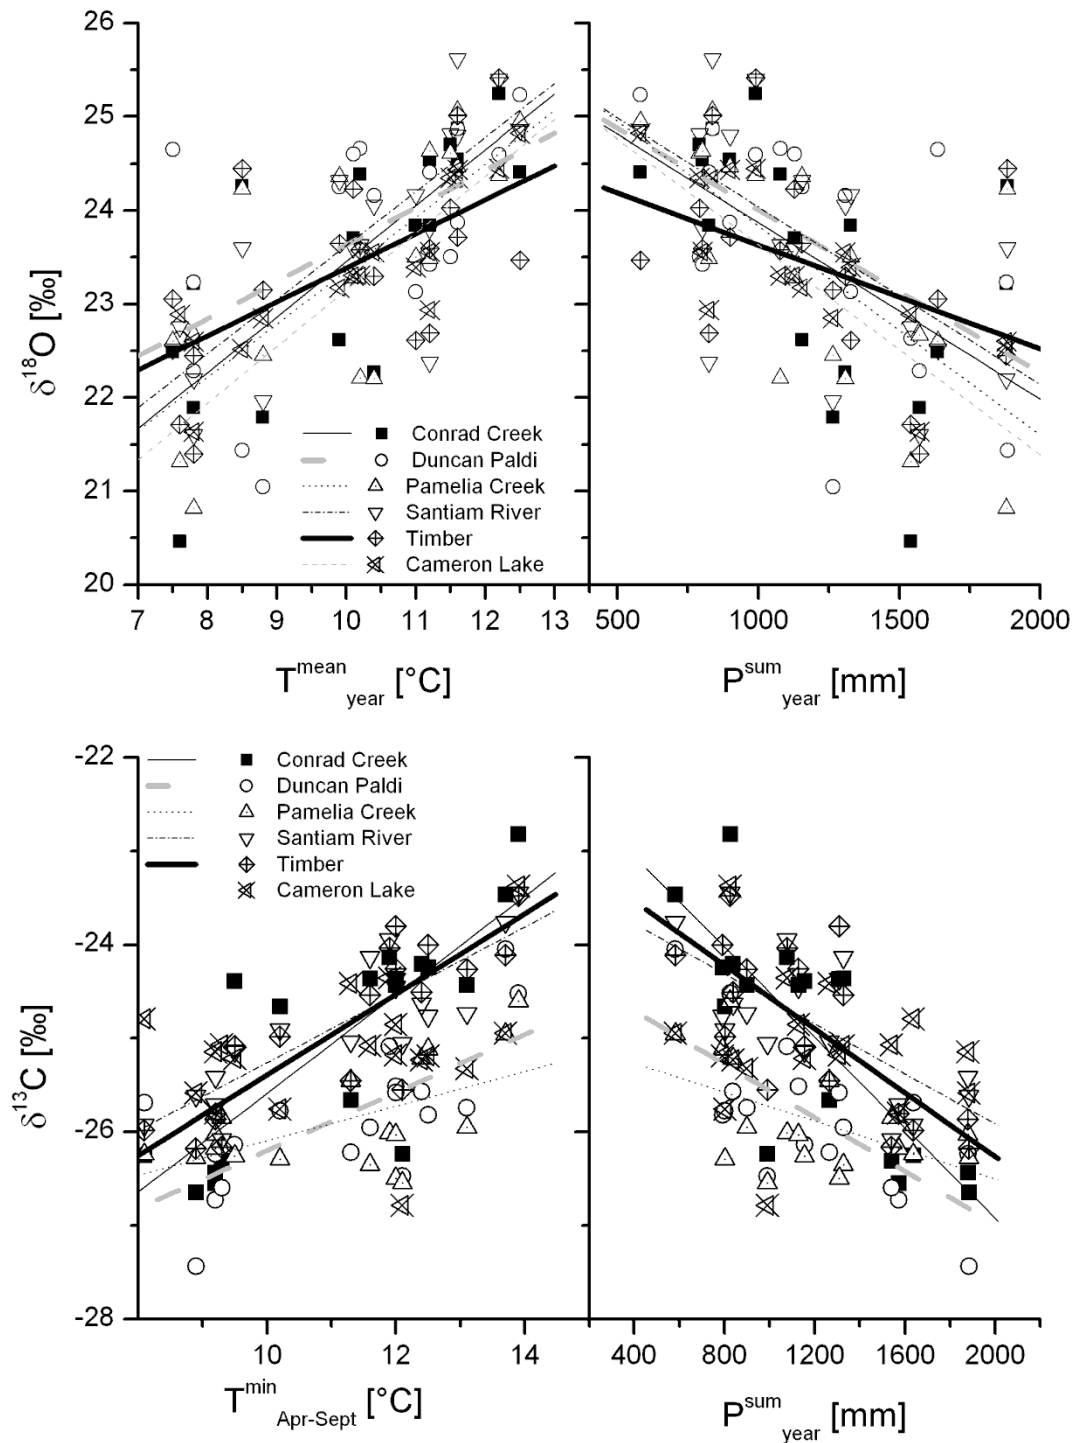 26
25
24
23
22
21
20
δ18O [‰]
Conrad Creek
Duncan Paldi
Pamelia Creek
Santiam River
Timber
Cameron Lake
7 8 9 10 11 12 13
500 1000 1500 2000
Tmean year [°C]
Psum year [mm]
-22
-24
-26
-28
δ13C [‰]
Conrad Creek
Duncan Paldi
Pamelia Creek
Santiam River
Timber
Cameron Lake
10 12 14
400 800 1200 1600 2000
Tmin Apr-Sept [°C]
Psum year [mm]